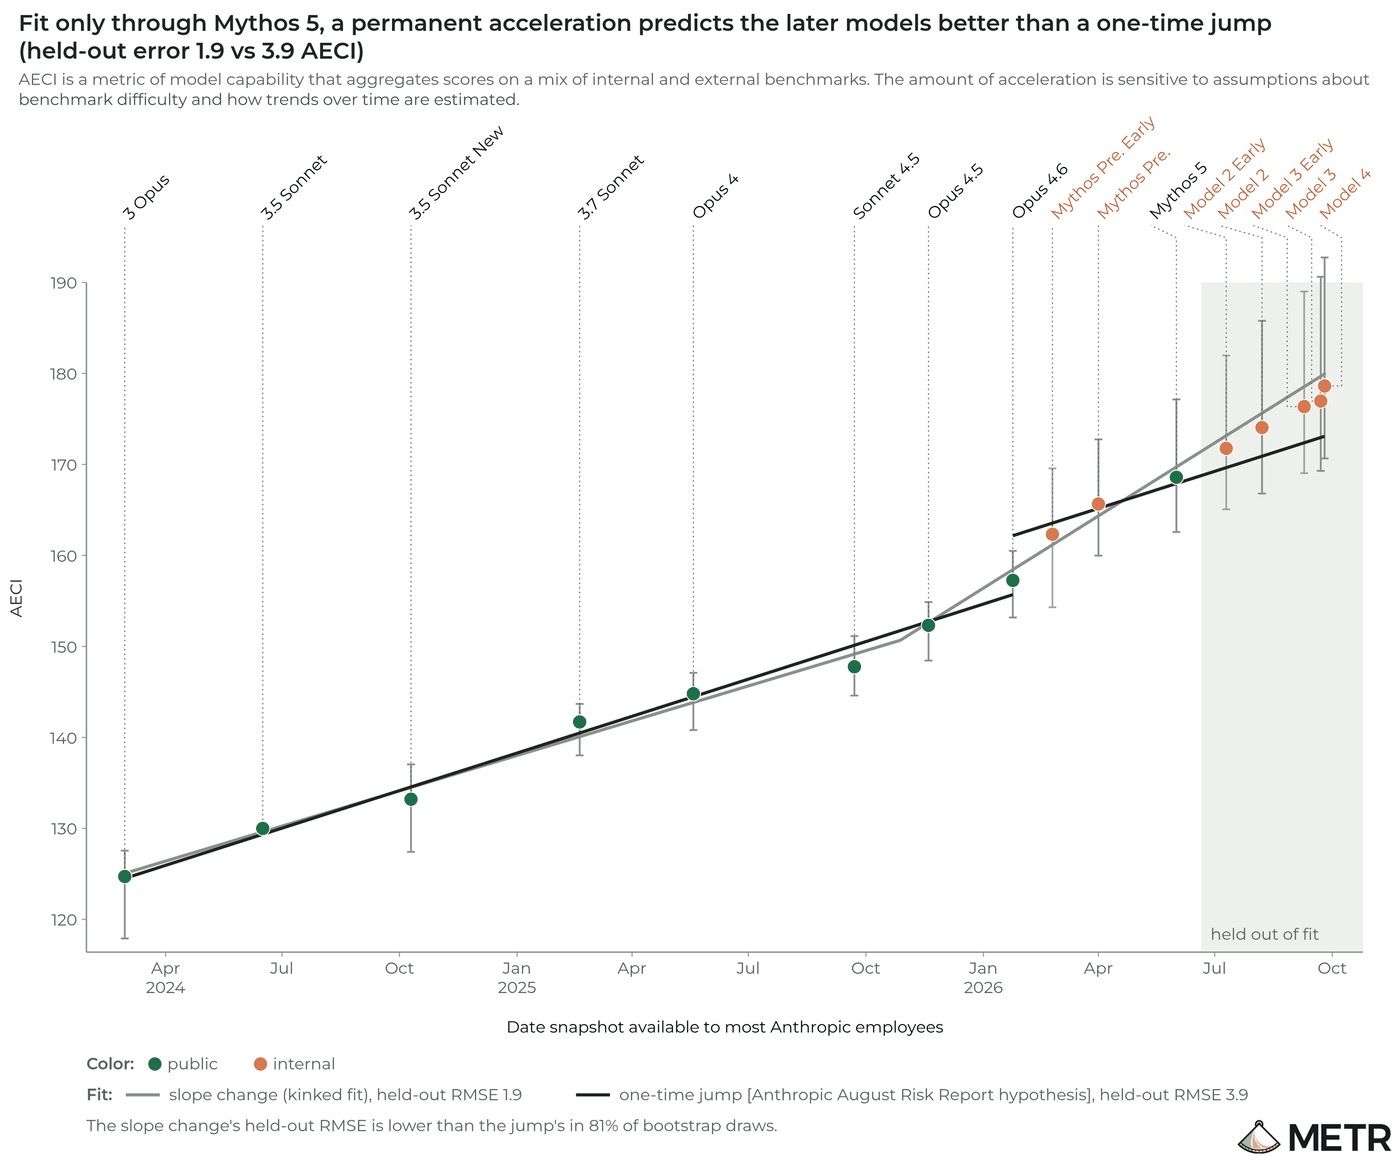 Fit only through Mythos 5, a permanent acceleration predicts the later models better than a one-time jump
(held-out error 1.9 vs 3.9 AECI)
AECI is a metric of model capability that aggregates scores on a mix of internal and external benchmarks. The amount of acceleration is sensitive to assumptions about
benchmark difficulty and how trends over time are estimated.
3 Opus
3.5 Sonnet
3.5 Sonnet New
3.7 Sonnet
Opus 4
Sonnet 4.5
Opus 4.5
Opus 4.6
Mythos Pre. Early
Mythos Pre.
Mythos 5
Model 2 Early
Model 2
Model 3 Early
Model 3
Model 4
190
180
170
160
150
140
130
120
AECI
held out of fit
Apr
2024
Jul
Oct
Jan
2025
Apr
Jul
Oct
Jan
2026
Apr
Jul
Oct
Date snapshot available to most Anthropic employees
Color: public internal
Fit: slope change (kinked fit), held-out RMSE 1.9 one-time jump [Anthropic August Risk Report hypothesis], held-out RMSE 3.9
The slope change's held-out RMSE is lower than the jump's in 81% of bootstrap draws.
METR